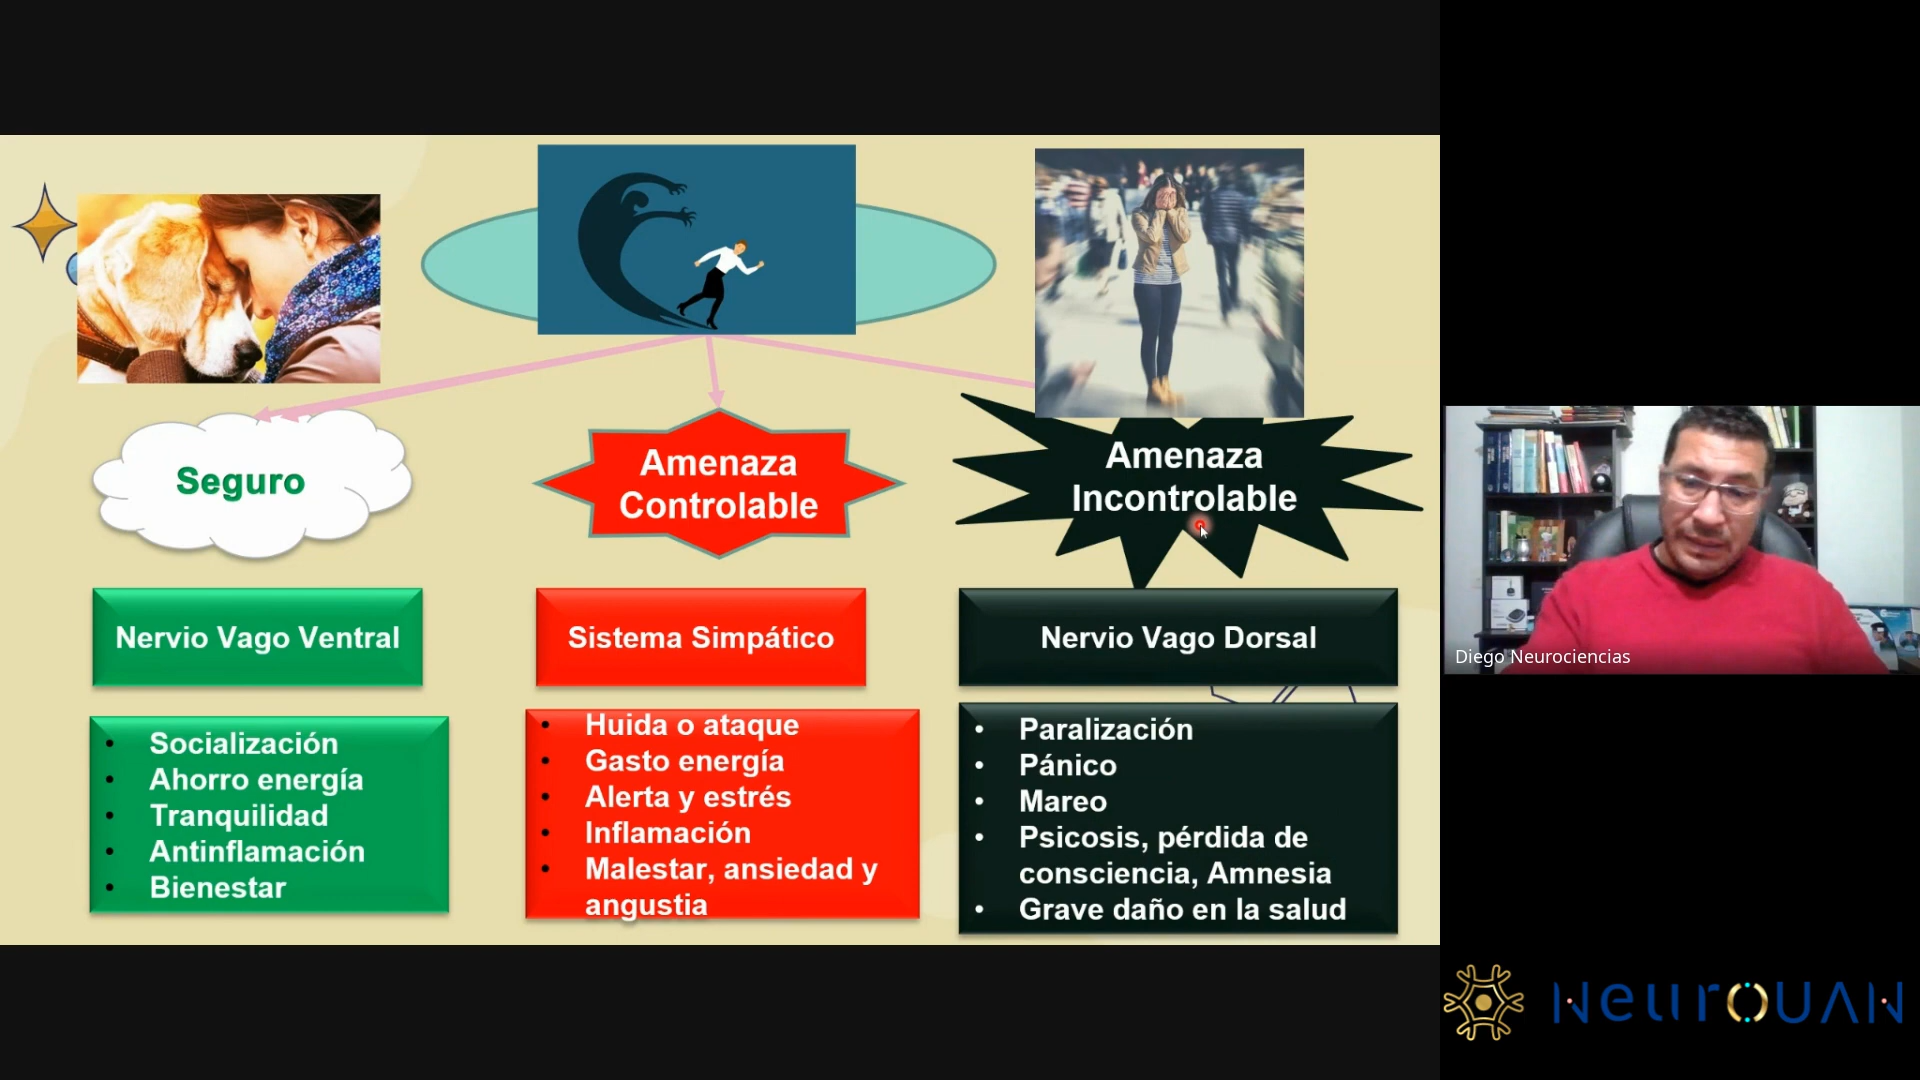 Seguro
Amenaza
Controlable
Amenaza
Incontrolable
Nervio Vago Ventral
Sistema Simpático
Nervio Vago Dorsal
• Socialización
• Ahorro energía
• Tranquilidad
• Antinflamación
• Bienestar
• Huida o ataque
• Gasto energía
• Alerta y estrés
• Inflamación
• Malestar, ansiedad y
angustia
• Paralización
• Pánico
• Mareo
• Psicosis, pérdida de
consciencia, Amnesia
• Grave daño en la salud
Diego Neurociencias
NeurOUAN